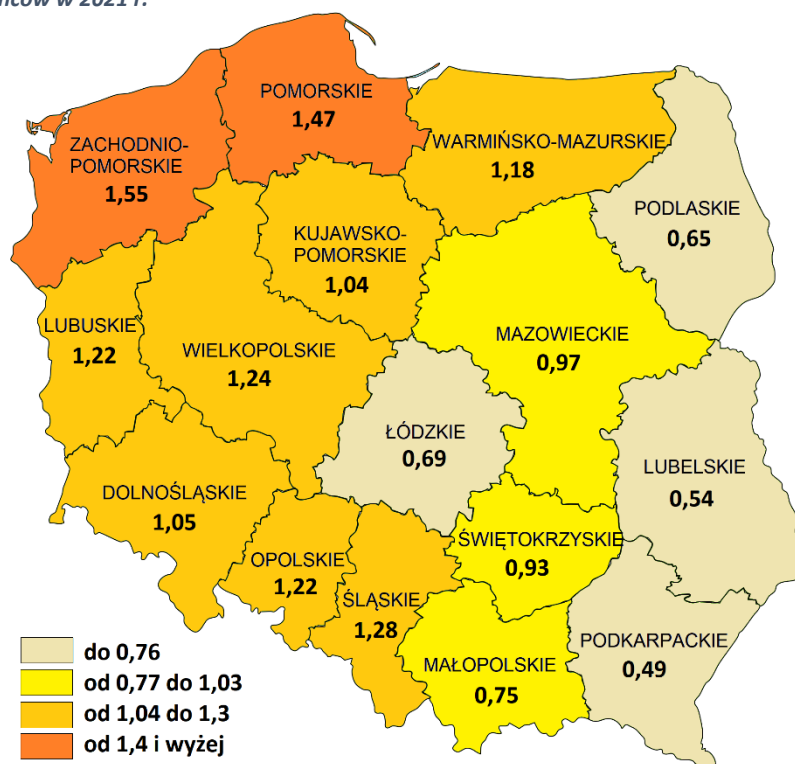 w 2021 r.
POMORSKIE
1,47
ZACHODNIO-
POMORSKIE
1,55
WARMIŃSKO-MAZURSKIE
1,18
PODLASKIE
0,65
KUJAWSKO-
POMORSKIE
1,04
LUBUSKIE
1,22
WIELKOPOLSKIE
1,24
MAZOWIECKIE
0,97
ŁÓDZKIE
0,69
LUBELSKIE
0,54
DOLNOŚLĄSKIE
1,05
OPOLSKIE
1,22
ŚLĄSKIE
1,28
ŚWIĘTOKRZYSKIE
0,93
MAŁOPOLSKIE
0,75
PODKARPACKIE
0,49
do 0,76
od 0,77 do 1,03
od 1,04 do 1,3
od 1,4 i wyżej